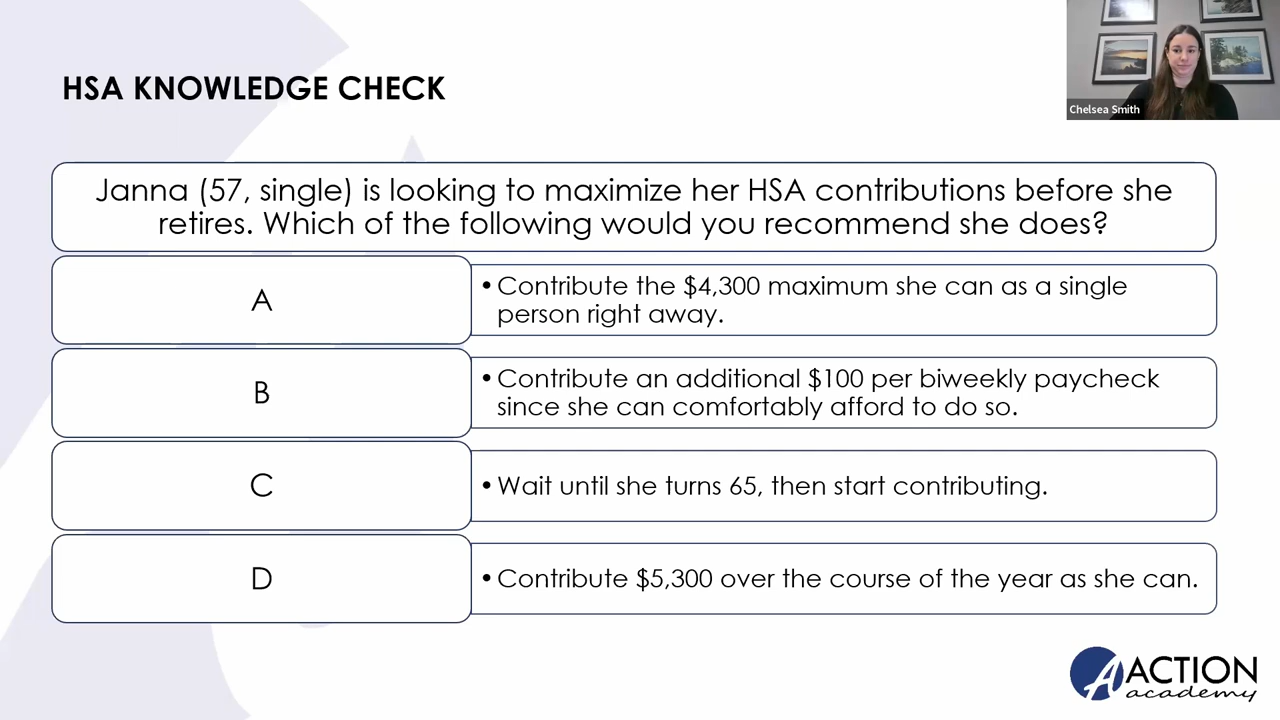 HSA KNOWLEDGE CHECK
Chelsea Smith
Janna (57, single) is looking to maximize her HSA contributions before she
retires. Which of the following would you recommend she does?
A
• Contribute the $4,300 maximum she can as a single
person right away.
B
• Contribute an additional $100 per biweekly paycheck
since she can comfortably afford to do so.
C
• Wait until she turns 65, then start contributing.
D
• Contribute $5,300 over the course of the year as she can.
A ACTION
academy